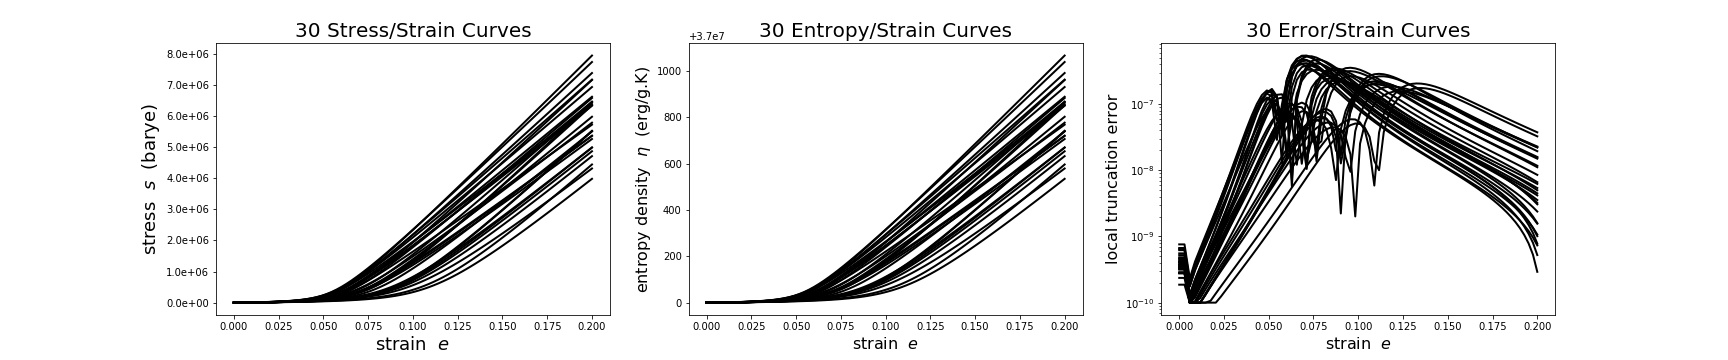 30 Stress/Strain Curves
8.0e+06
7.0e+06
6.0e+06
5.0e+06
4.0e+06
3.0e+06
2.0e+06
1.0e+06
0.0e+00
stress s (barye)
0.000 0.025 0.050 0.075 0.100 0.125 0.150 0.175 0.200
strain e
30 Entropy/Strain Curves
+3.7e7
1000
800
600
400
200
0
entropy density η (erg/g.K)
0.000 0.025 0.050 0.075 0.100 0.125 0.150 0.175 0.200
strain e
30 Error/Strain Curves
10⁻⁷
10⁻⁸
10⁻⁹
10⁻¹⁰
local truncation error
0.000 0.025 0.050 0.075 0.100 0.125 0.150 0.175 0.200
strain e